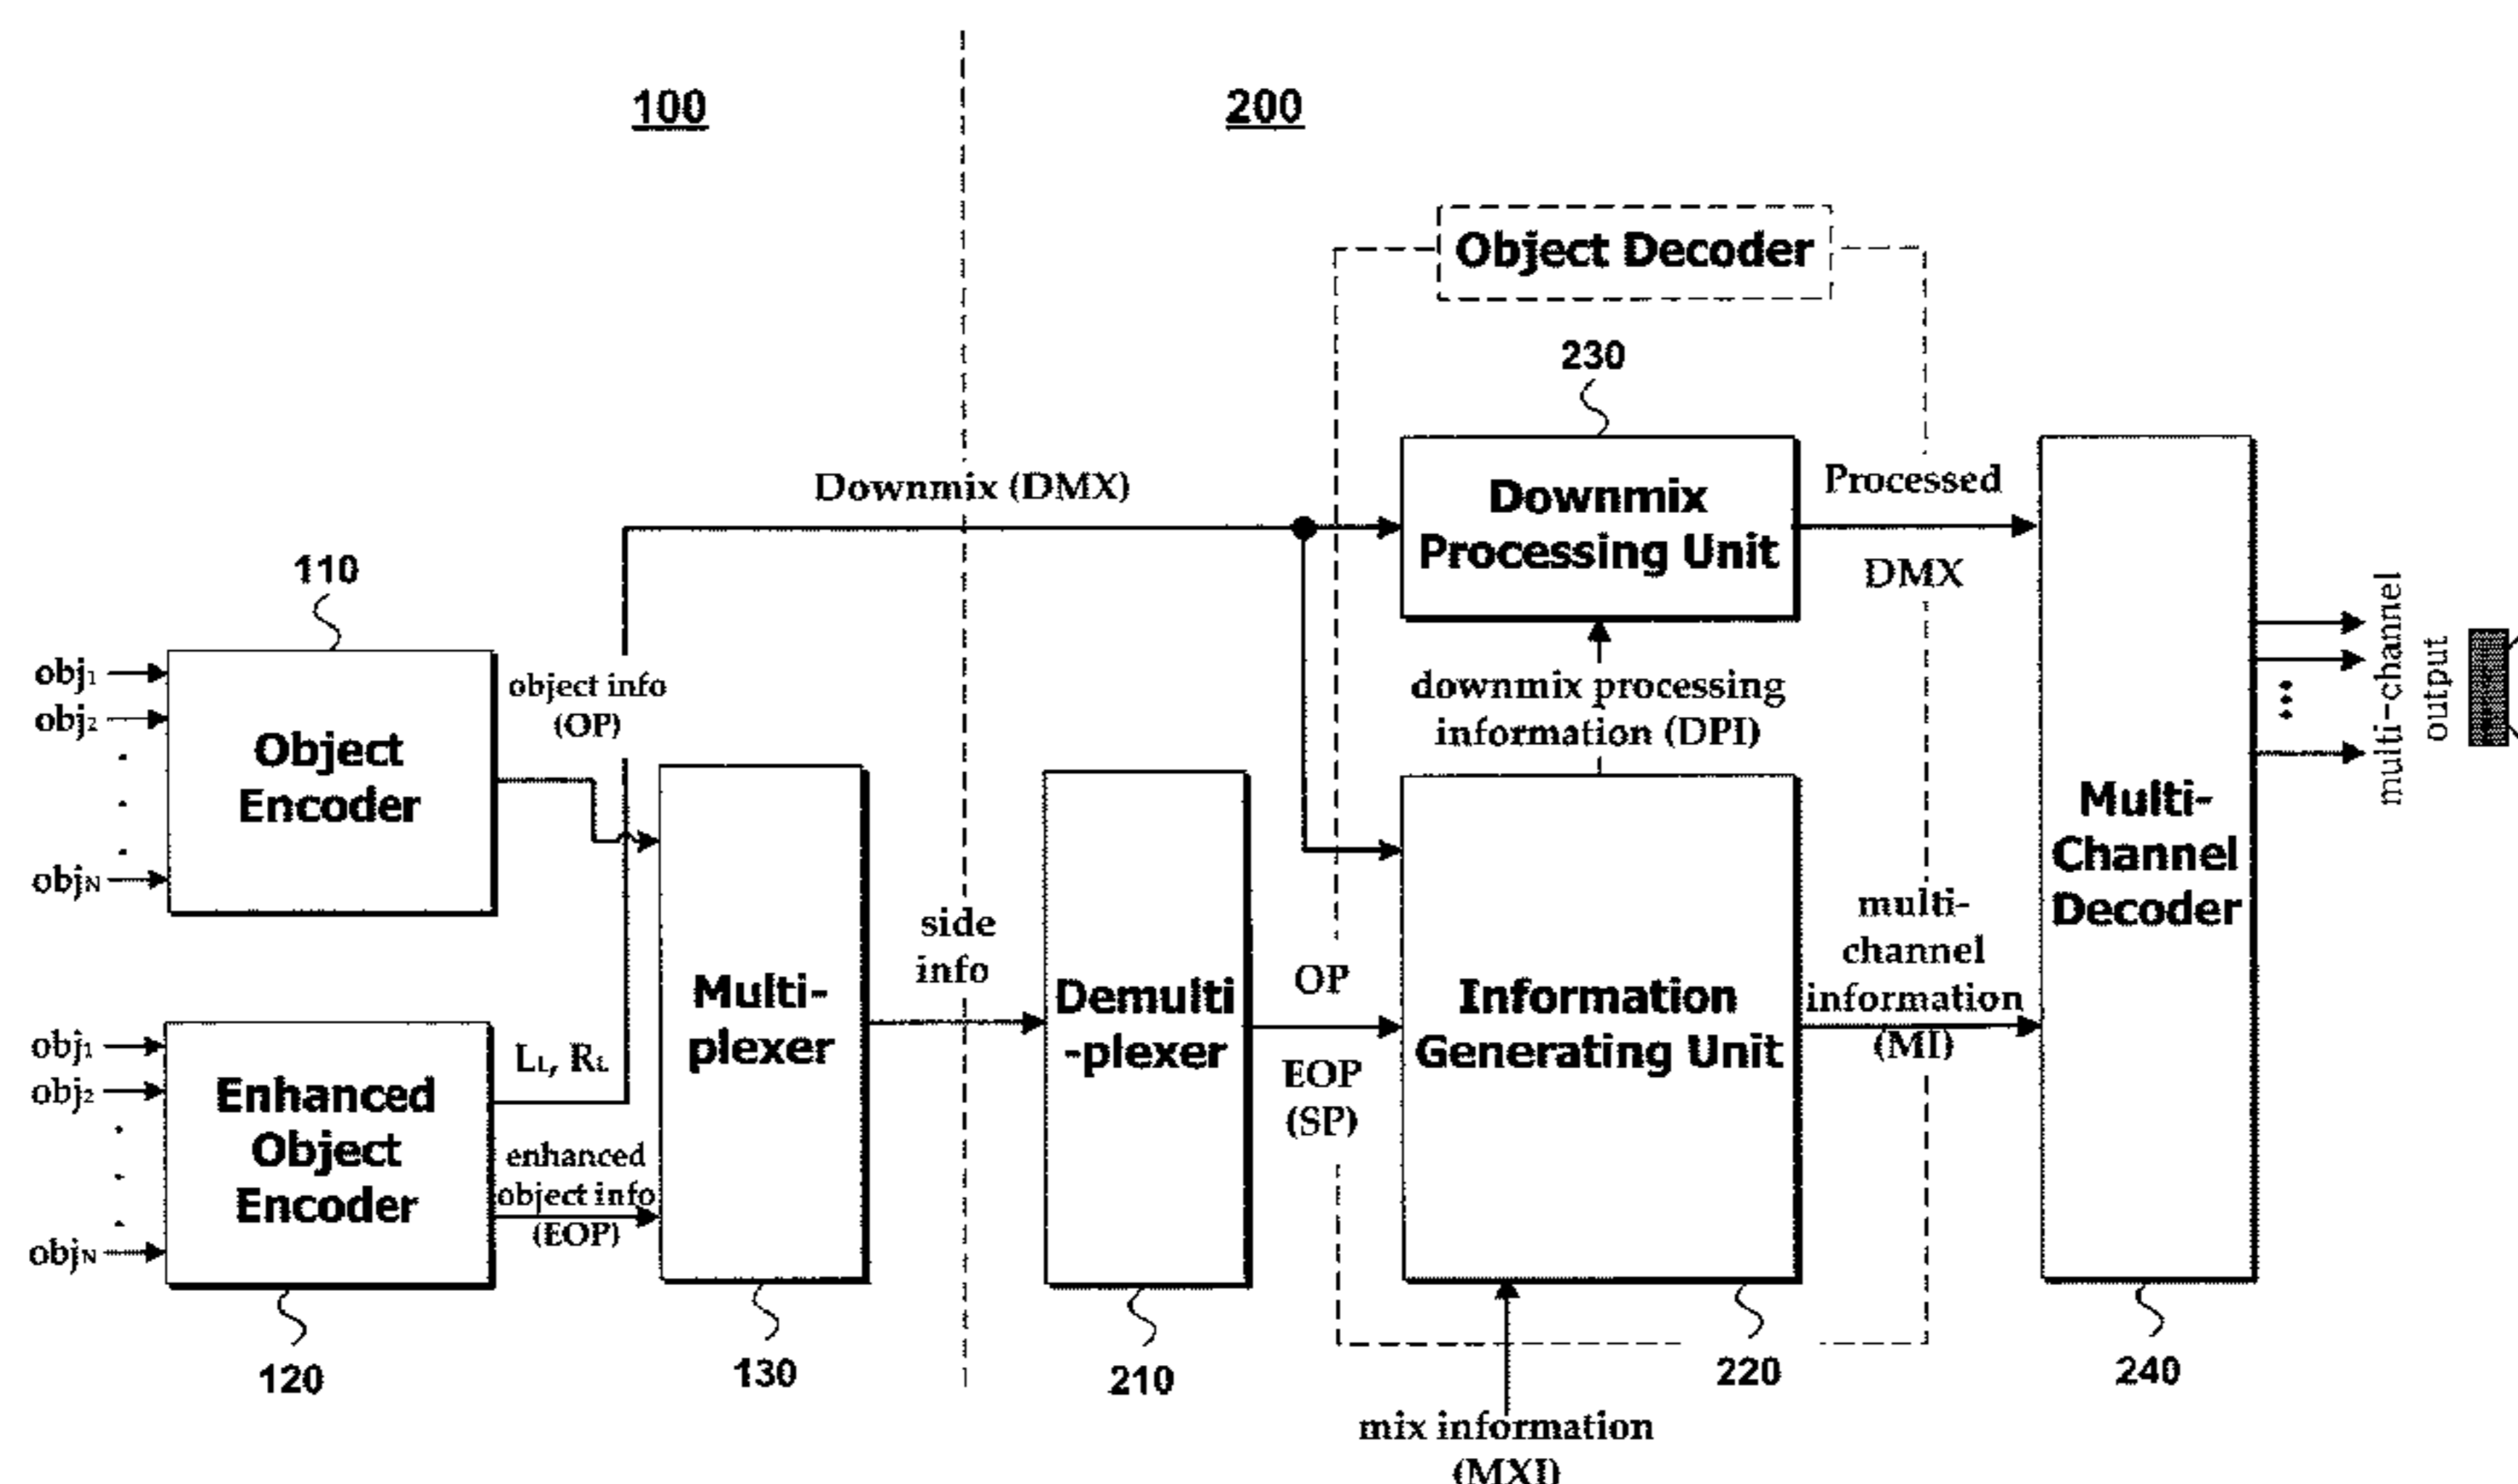 100
200
Object Decoder
230
Downmix (DMX)
Downmix
Processing Unit
Processed
DMX
110
obj1
obj2
objN
Object
Encoder
object info
(OP)
downmix processing
information (DPI)
multi-channel
output
Multi-
Channel
Decoder
side
info
Multi-
plexer
Demulti
-plexer
OP
EOP
(SP)
Information
Generating Unit
multi-
channel
information
(MI)
obj1
obj2
objN
Enhanced
Object
Encoder
LL, RL
enhanced
object info
(EOP)
120
130
210
220
240
mix information
(MXI)